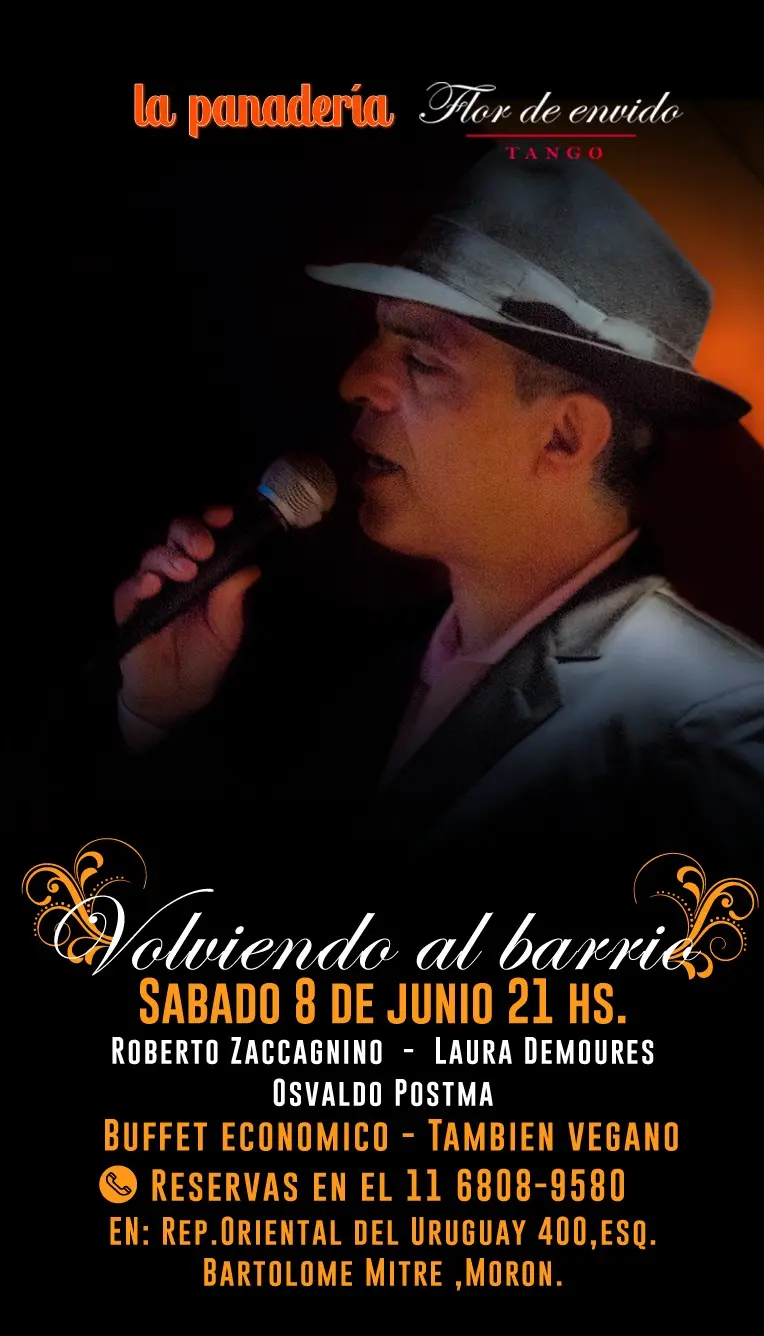 la panadería
Flor de envido
TANGO
Volviendo al barrio
SABADO 8 DE JUNIO 21 HS.
ROBERTO ZACCAGNINO - LAURA DEMOURES
OSVALDO POSTMA
BUFFET ECONOMICO - TAMBIEN VEGANO
RESERVAS EN EL 11 6808-9580
EN: REP.ORIENTAL DEL URUGUAY 400,ESQ.
BARTOLOME MITRE ,MORON.